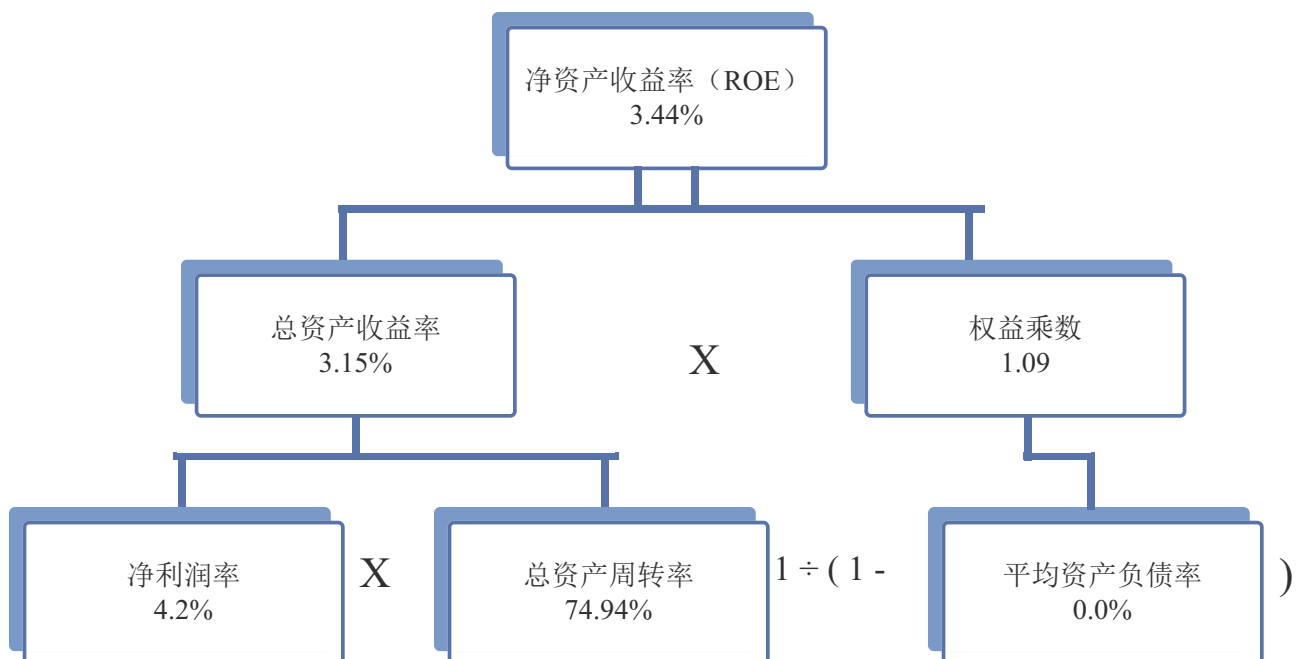 净资产收益率（ROE）
3.44%
总资产收益率
3.15%
X
权益乘数
1.09
净利润率
4.2%
X
总资产周转率
74.94%
1 ÷ ( 1 -
平均资产负债率
0.0%
)